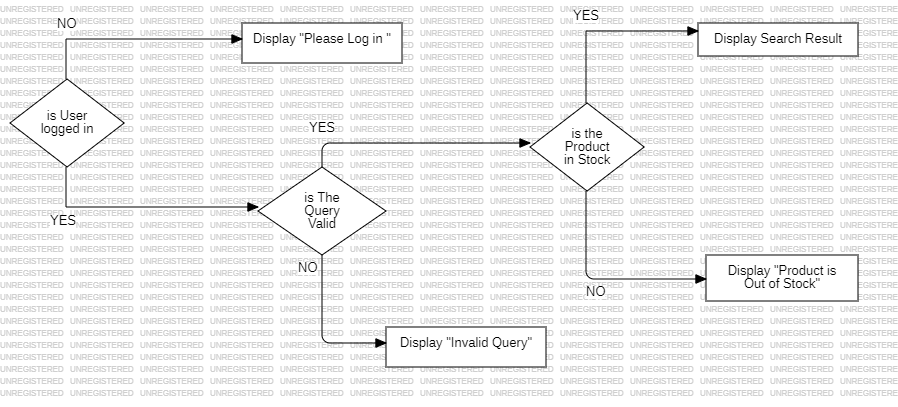 NO
Display "Please Log in "
is User
logged in
YES
YES
is The
Query
Valid
NO
Display "Invalid Query"
YES
Display Search Result
is the
Product
in Stock
NO
Display "Product is
Out of Stock"
UNREGISTERED